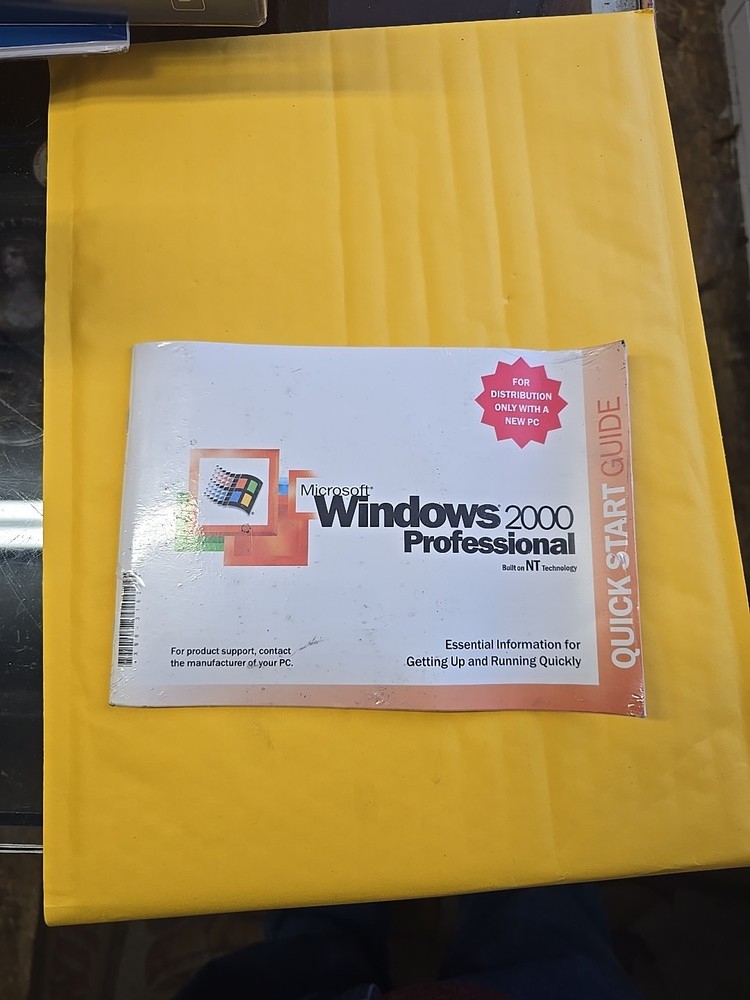 FOR
DISTRIBUTION
ONLY WITH A
NEW PC
Microsoft®
Windows® 2000
Professional
Built on NT Technology
For product support, contact
the manufacturer of your PC.
Essential Information for
Getting Up and Running Quickly
QUICK START GUIDE